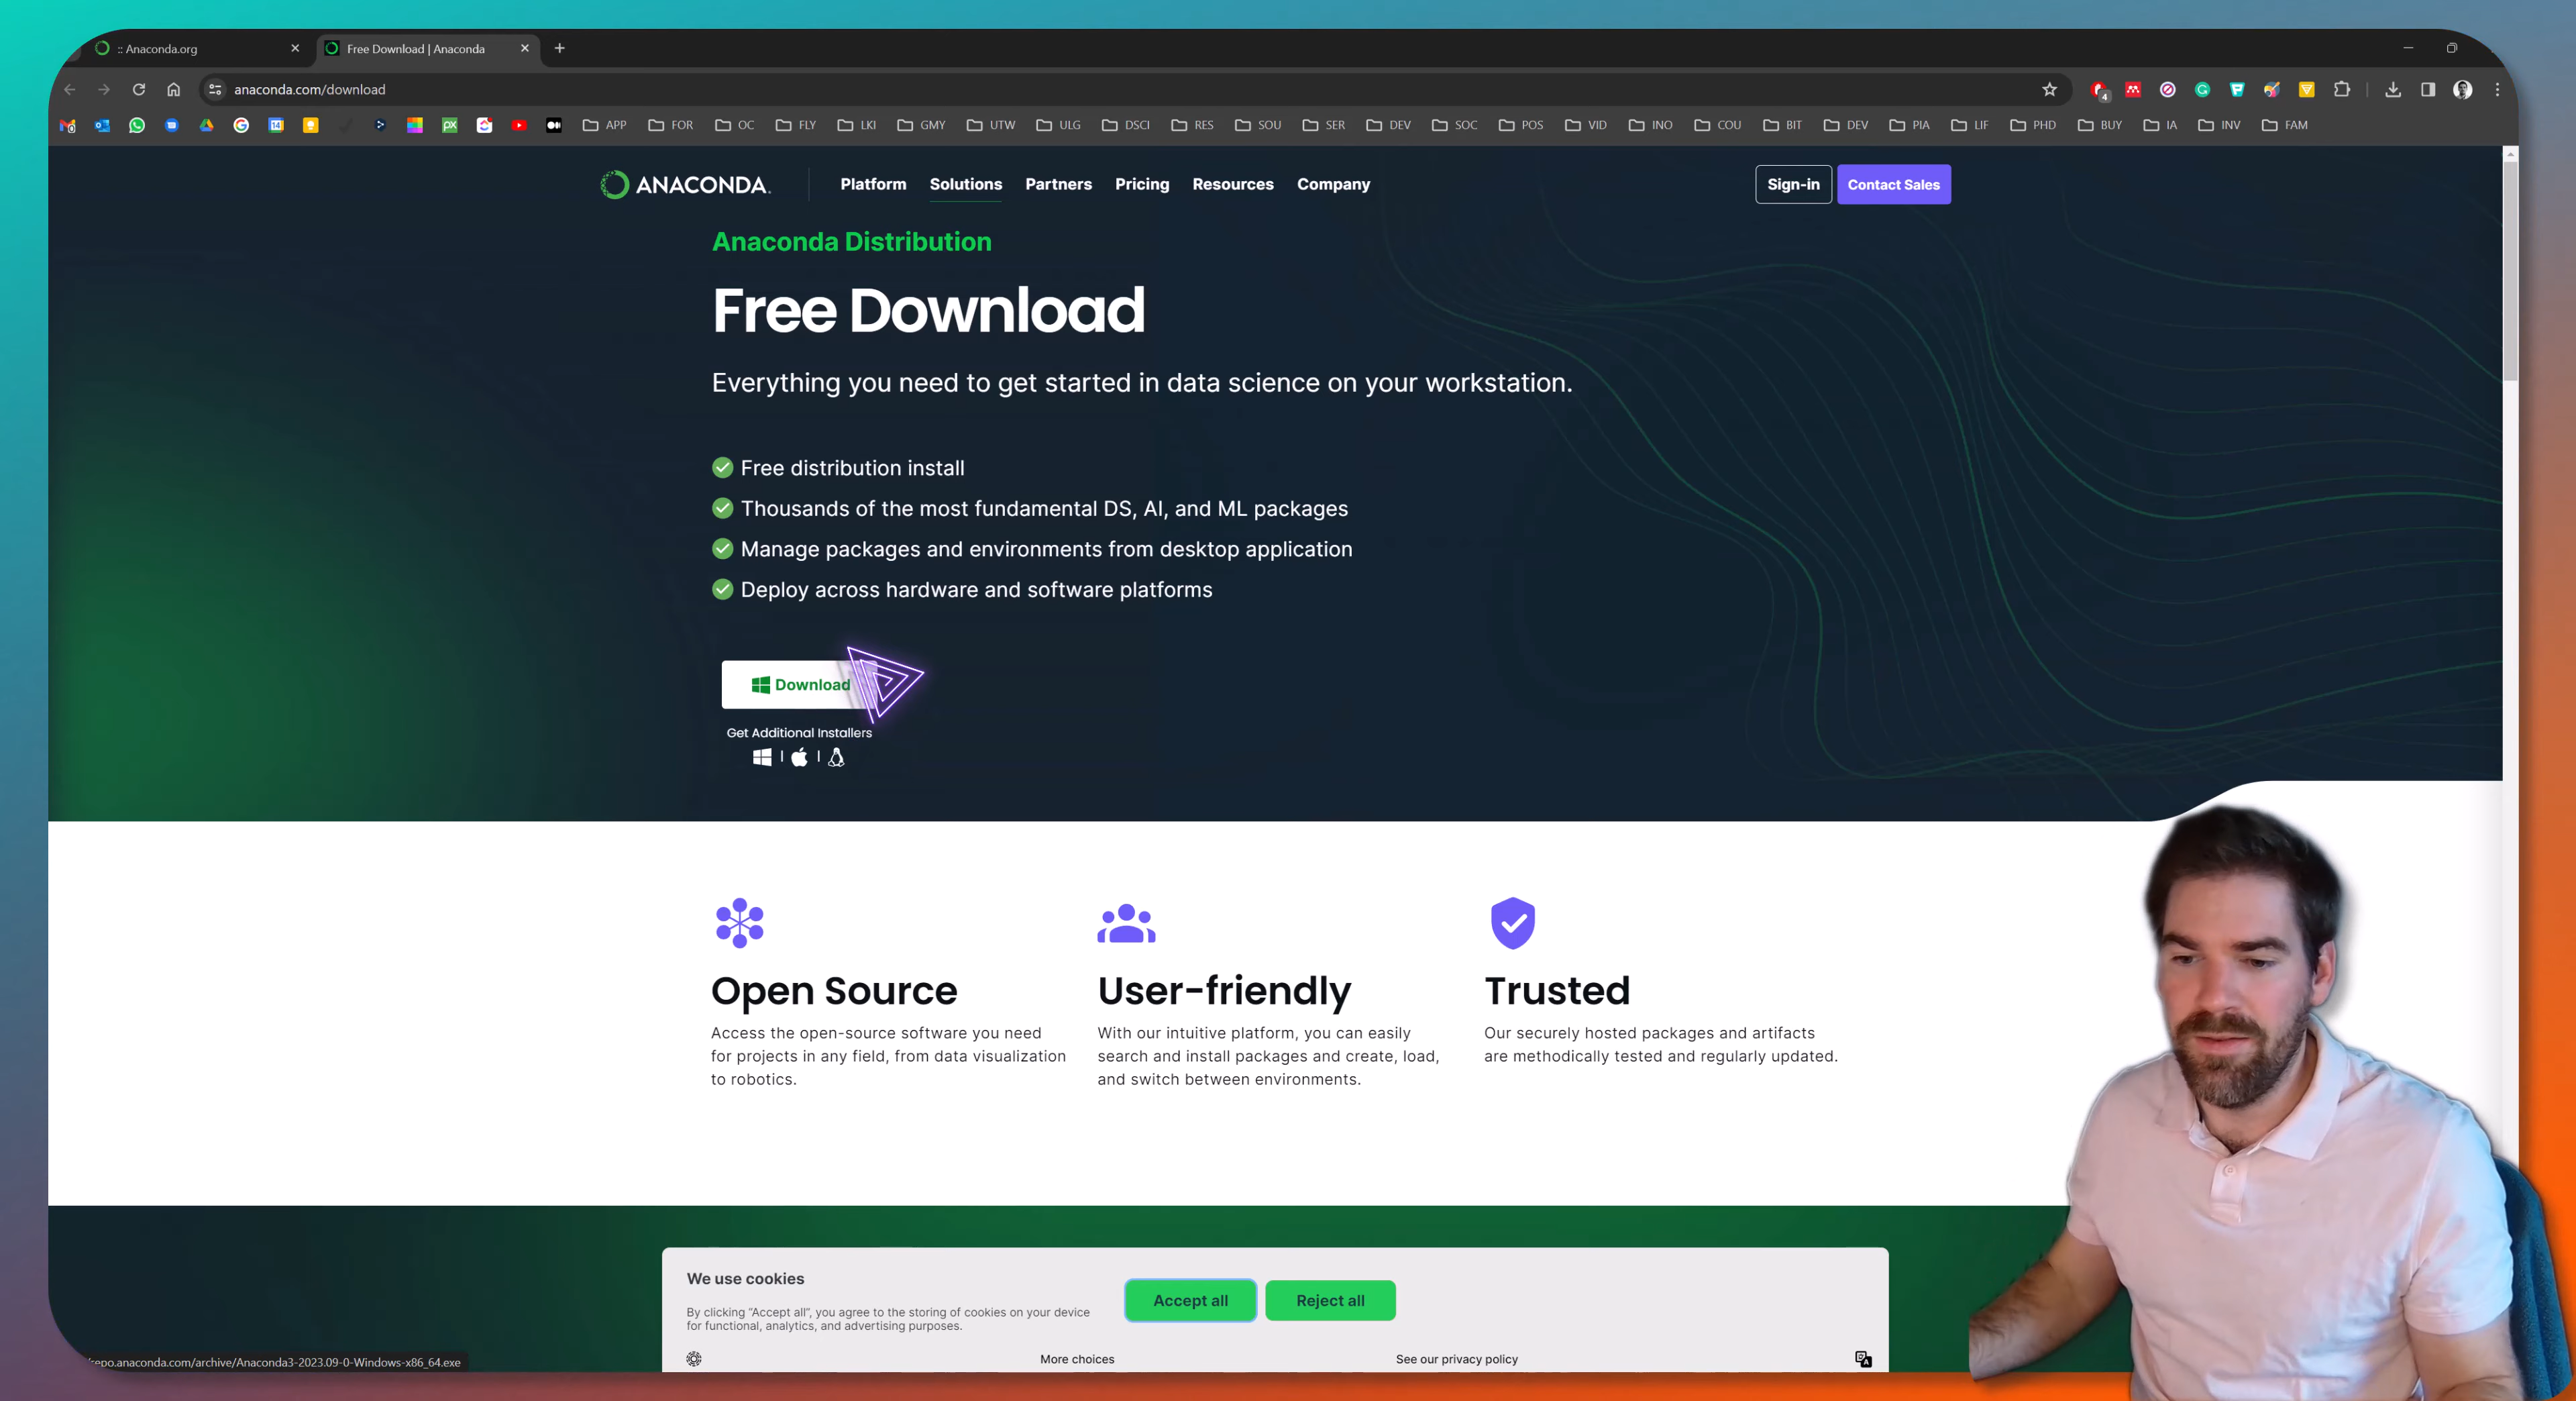 :: Anaconda.org
Free Download | Anaconda
anaconda.com/download
4
14
PX
APP FOR OC FLY LKI GMY UTW ULG DSCI RES SOU SER DEV SOC POS VID INO COU BIT DEV PIA LIF PHD BUY IA INV FAM
ANACONDA.
Platform Solutions Partners Pricing Resources Company
Sign-in
Contact Sales
Anaconda Distribution
Free Download
Everything you need to get started in data science on your workstation.
Free distribution install
Thousands of the most fundamental DS, AI, and ML packages
Manage packages and environments from desktop application
Deploy across hardware and software platforms
Download
Get Additional Installers
Open Source
Access the open-source software you need
for projects in any field, from data visualization
to robotics.
User-friendly
With our intuitive platform, you can easily
search and install packages and create, load,
and switch between environments.
Trusted
Our securely hosted packages and artifacts
are methodically tested and regularly updated.
We use cookies
By clicking “Accept all”, you agree to the storing of cookies on your device
for functional, analytics, and advertising purposes.
Accept all
Reject all
More choices
See our privacy policy
repo.anaconda.com/archive/Anaconda3-2023.09-0-Windows-x86_64.exe